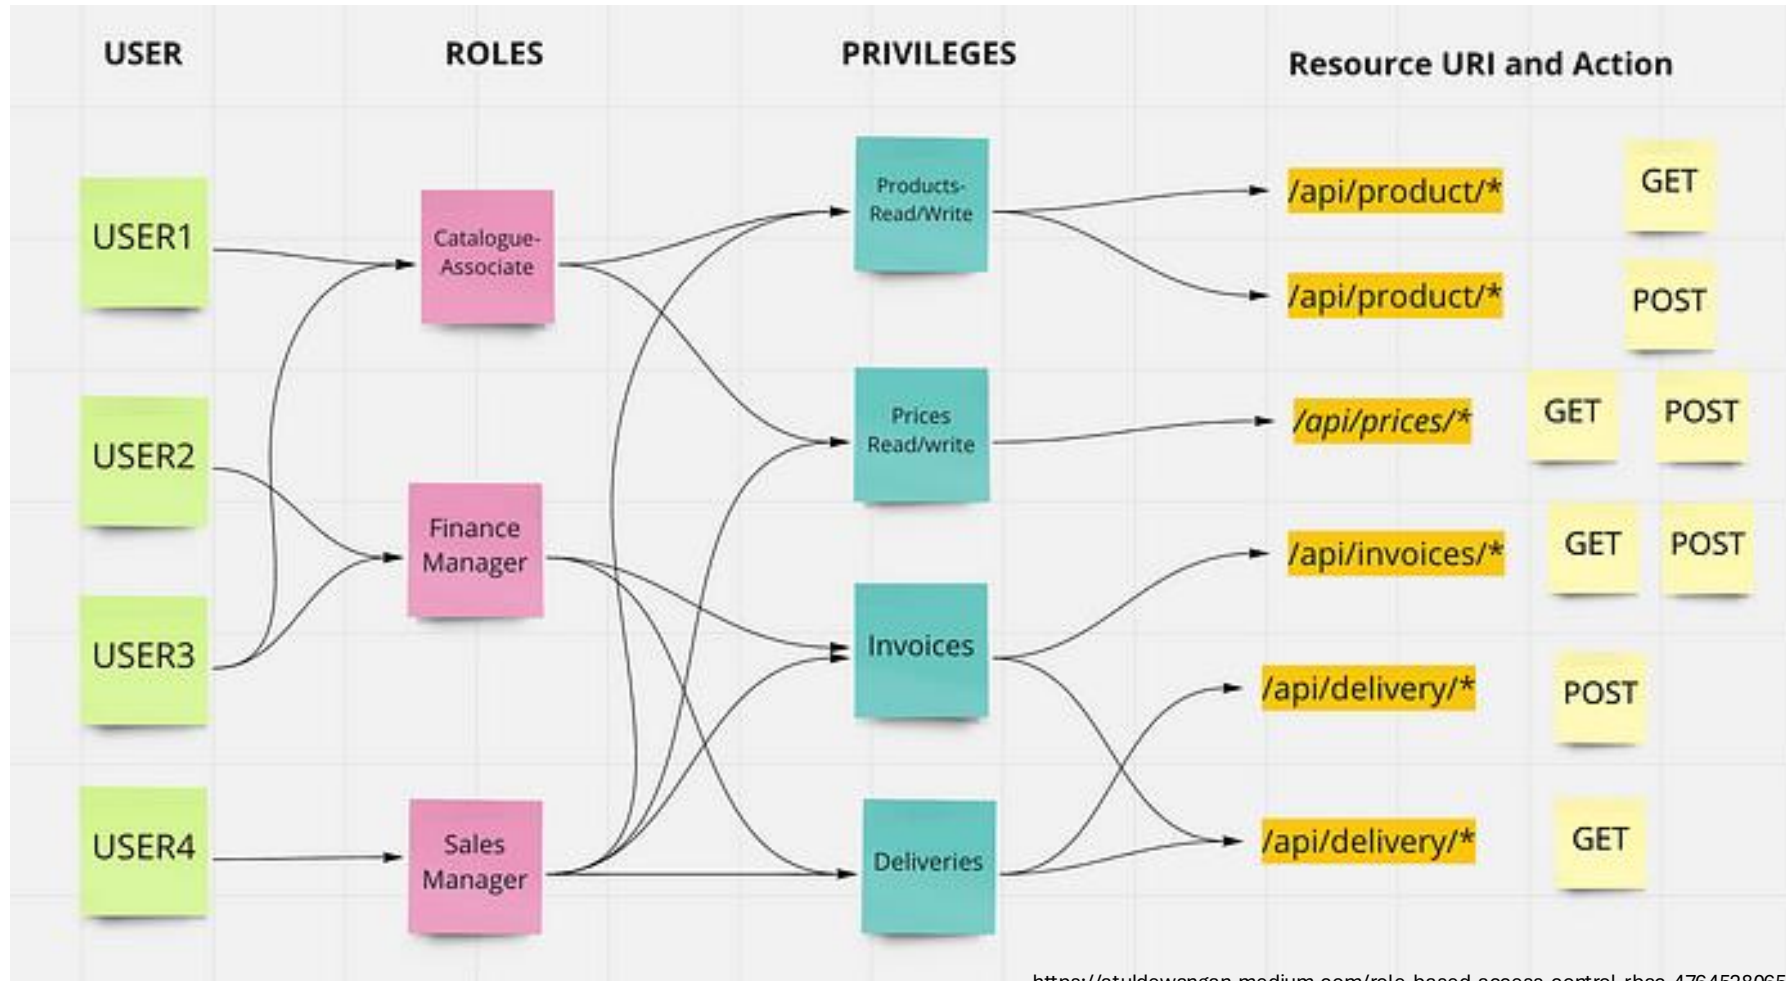 USER
ROLES
PRIVILEGES
Resource URI and Action
USER1
Catalogue-
Associate
Products-
Read/Write
/api/product/*
GET
/api/product/*
POST
USER2
Prices
Read/write
/api/prices/*
GET
POST
Finance
Manager
/api/invoices/*
GET
POST
USER3
Invoices
/api/delivery/*
POST
USER4
Sales
Manager
Deliveries
/api/delivery/*
GET